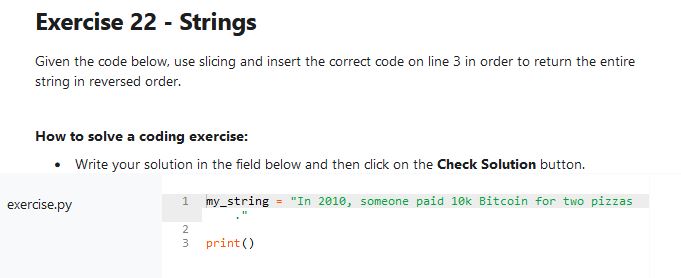 Exercise 22 - Strings
Given the code below, use slicing and insert the correct code on line 3 in order to return the entire
string in reversed order.
How to solve a coding exercise:
• Write your solution in the field below and then click on the Check Solution button.
exercise.py
1 my_string = "In 2010, someone paid 10k Bitcoin for two pizzas
."
2
3 print()